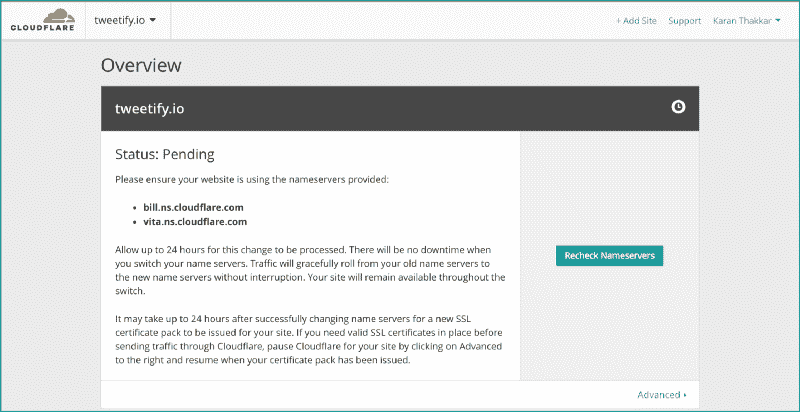 CLOUDFLARE
tweetify.io
+ Add Site
Support
Karan Thakkar
Overview
tweetify.io
Status: Pending
Please ensure your website is using the nameservers provided:
• bill.ns.cloudflare.com
• vita.ns.cloudflare.com
Allow up to 24 hours for this change to be processed. There will be no downtime when
you switch your name servers. Traffic will gracefully roll from your old name servers to
the new name servers without interruption. Your site will remain available throughout the
switch.
Recheck Nameservers
It may take up to 24 hours after successfully changing name servers for a new SSL
certificate pack to be issued for your site. If you need valid SSL certificates in place before
sending traffic through Cloudflare, pause Cloudflare for your site by clicking on Advanced
to the right and resume when your certificate pack has been issued.
Advanced